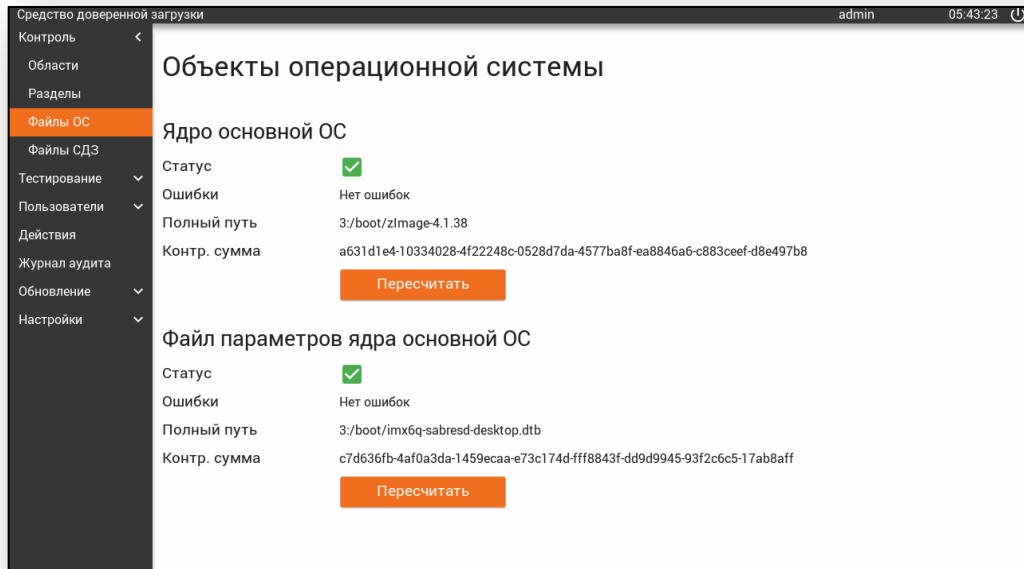 Средство доверенной загрузки admin 05:43:23
Контроль
Области
Разделы
Файлы ОС
Файлы СДЗ
Тестирование
Пользователи
Действия
Журнал аудита
Обновление
Настройки
Объекты операционной системы
Ядро основной ОС
Статус
Ошибки Нет ошибок
Полный путь 3:/boot/zImage-4.1.38
Контр. сумма a631d1e4-10334028-4f22248c-0528d7da-4577ba8f-ea8846a6-c883ceef-d8e497b8
Пересчитать
Файл параметров ядра основной ОС
Статус
Ошибки Нет ошибок
Полный путь 3:/boot/imx6q-sabresd-desktop.dtb
Контр. сумма c7d636fb-4af0a3da-1459ecaa-e73c174d-fff8843f-dd9d9945-93f2c6c5-17ab8aff
Пересчитать